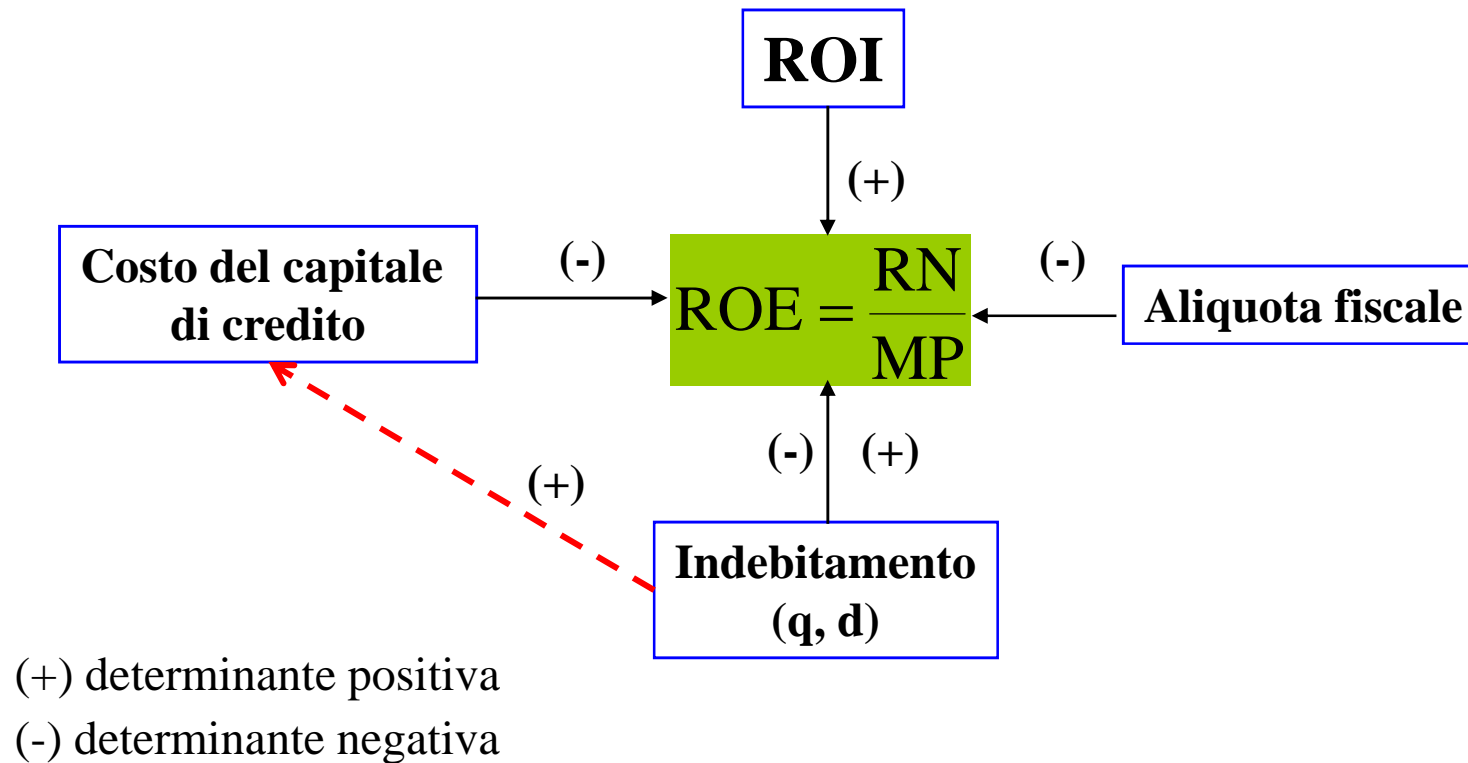 ROI
(+)
Costo del capitale
di credito
(-)
ROE = RN
MP
(-)
Aliquota fiscale
(-) (+)
(+)
Indebitamento
(q, d)
(+) determinante positiva
(-) determinante negativa